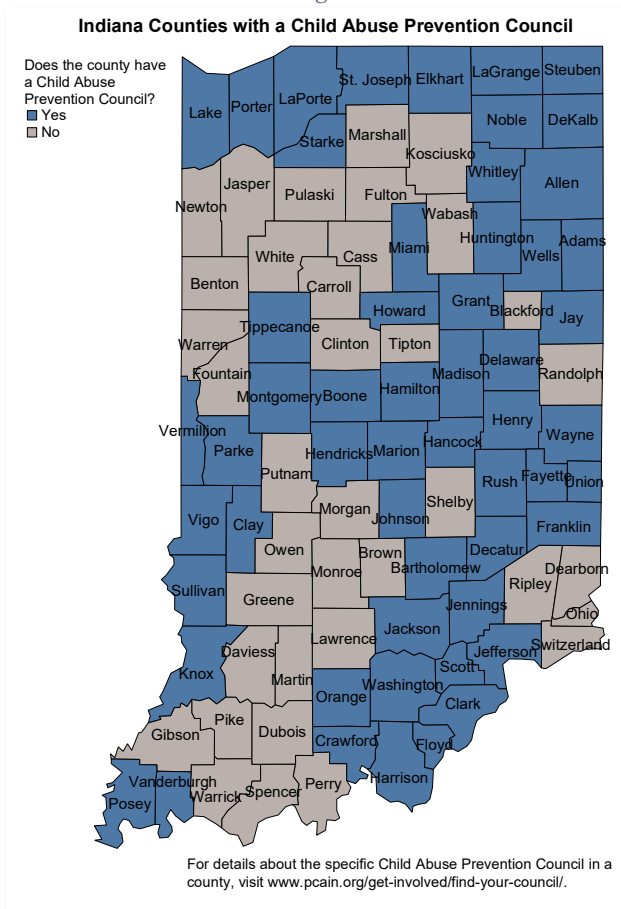 Indiana Counties with a Child Abuse Prevention Council
Does the county have
a Child Abuse
Prevention Council?
Yes
No
St. Joseph
Elkhart
LaGrange
Steuben
Lake
Porter
LaPorte
Noble
DeKalb
Starke
Marshall
Kosciusko
Whitley
Allen
Newton
Jasper
Pulaski
Fulton
Wabash
Huntington
Wells
Adams
White
Cass
Miami
Benton
Carroll
Howard
Grant
Blackford
Jay
Tippecanoe
Warren
Clinton
Tipton
Fountain
Madison
Delaware
Randolph
Montgomery
Boone
Hamilton
Vermillion
Parke
Hendricks
Marion
Hancock
Henry
Wayne
Putnam
Rush
Fayette
Union
Vigo
Clay
Morgan
Johnson
Shelby
Franklin
Owen
Monroe
Brown
Bartholomew
Decatur
Ripley
Dearborn
Sullivan
Greene
Jennings
Ohio
Jackson
Switzerland
Daviess
Lawrence
Jefferson
Knox
Martin
Orange
Washington
Scott
Clark
Gibson
Pike
Dubois
Crawford
Floyd
Harrison
Posey
Vanderburgh
Warrick
Spencer
Perry
For details about the specific Child Abuse Prevention Council in a
county, visit www.pcain.org/get-involved/find-your-council/.